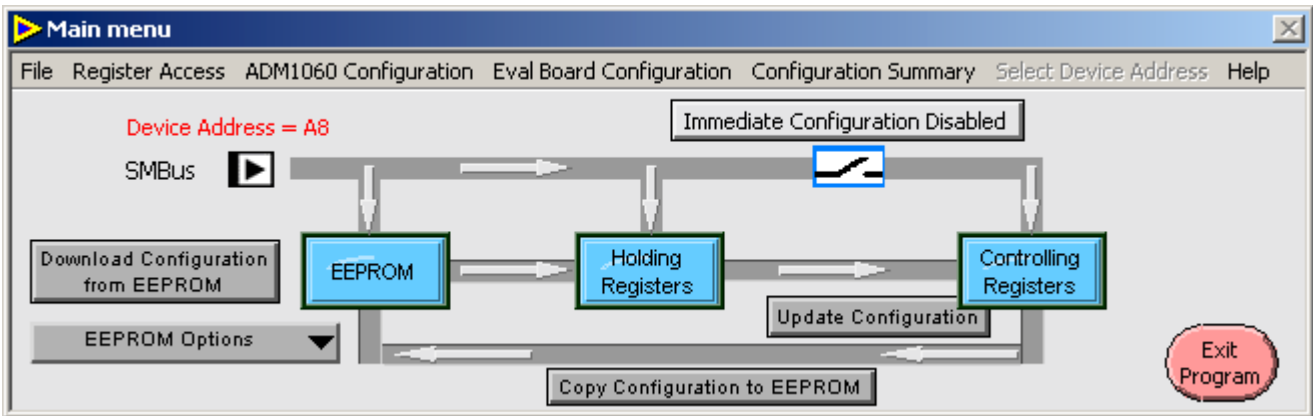 Main menu
File Register Access ADM1060 Configuration Eval Board Configuration Configuration Summary Select Device Address Help
Device Address = A8
Immediate Configuration Disabled
SMBus
Download Configuration
from EEPROM
EEPROM
Holding
Registers
Controlling
Registers
Update Configuration
EEPROM Options
Copy Configuration to EEPROM
Exit
Program